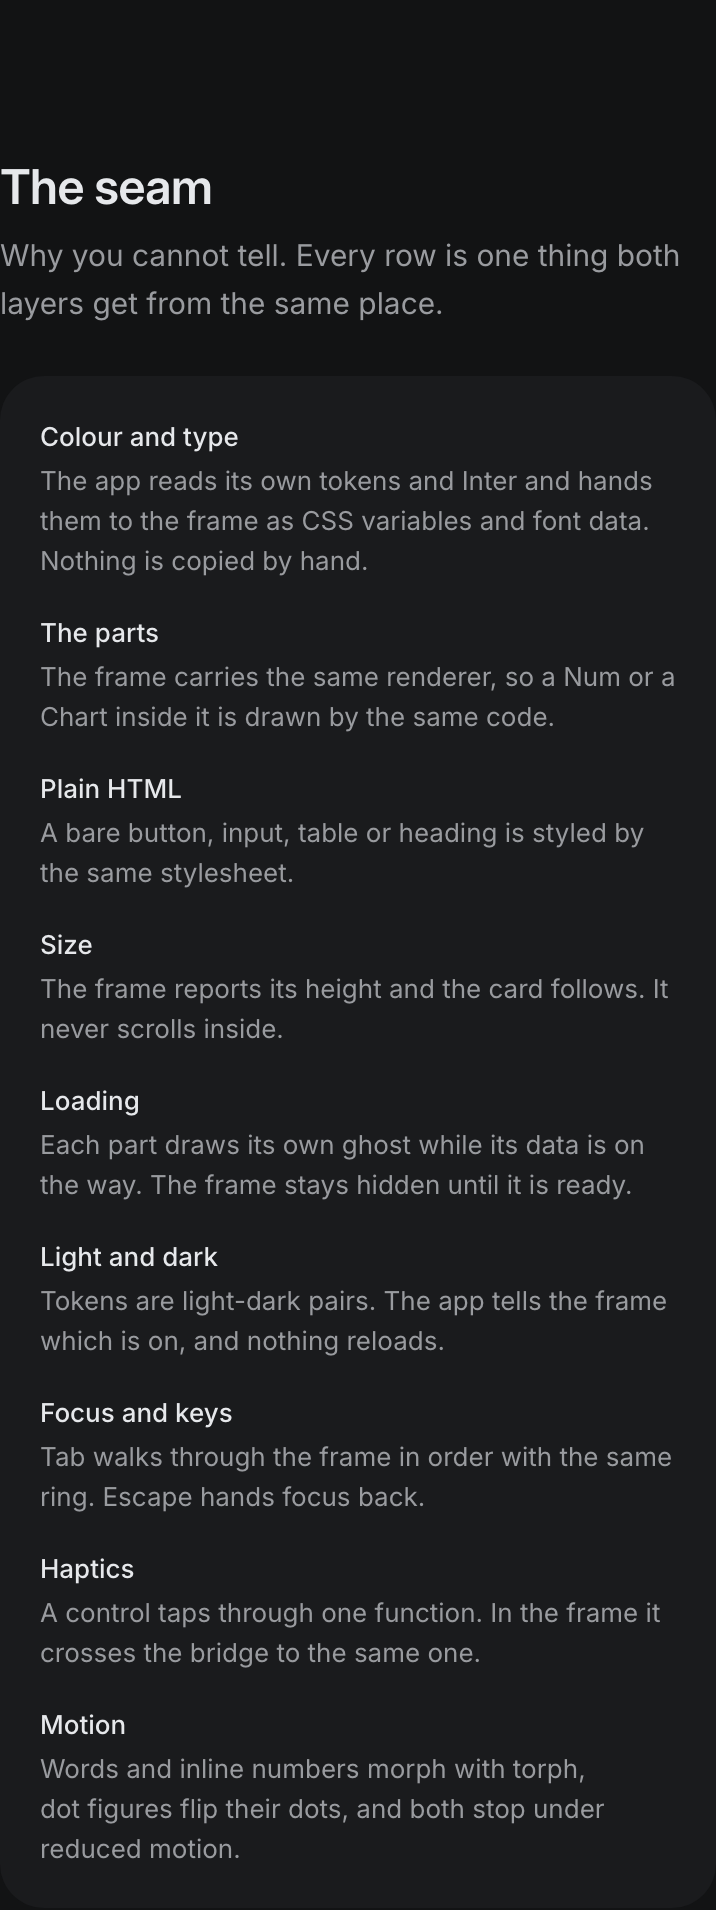 The seam
Why you cannot tell. Every row is one thing both
layers get from the same place.
Colour and type
The app reads its own tokens and Inter and hands
them to the frame as CSS variables and font data.
Nothing is copied by hand.
The parts
The frame carries the same renderer, so a Num or a
Chart inside it is drawn by the same code.
Plain HTML
A bare button, input, table or heading is styled by
the same stylesheet.
Size
The frame reports its height and the card follows. It
never scrolls inside.
Loading
Each part draws its own ghost while its data is on
the way. The frame stays hidden until it is ready.
Light and dark
Tokens are light-dark pairs. The app tells the frame
which is on, and nothing reloads.
Focus and keys
Tab walks through the frame in order with the same
ring. Escape hands focus back.
Haptics
A control taps through one function. In the frame it
crosses the bridge to the same one.
Motion
Words and inline numbers morph with torph,
dot figures flip their dots, and both stop under
reduced motion.